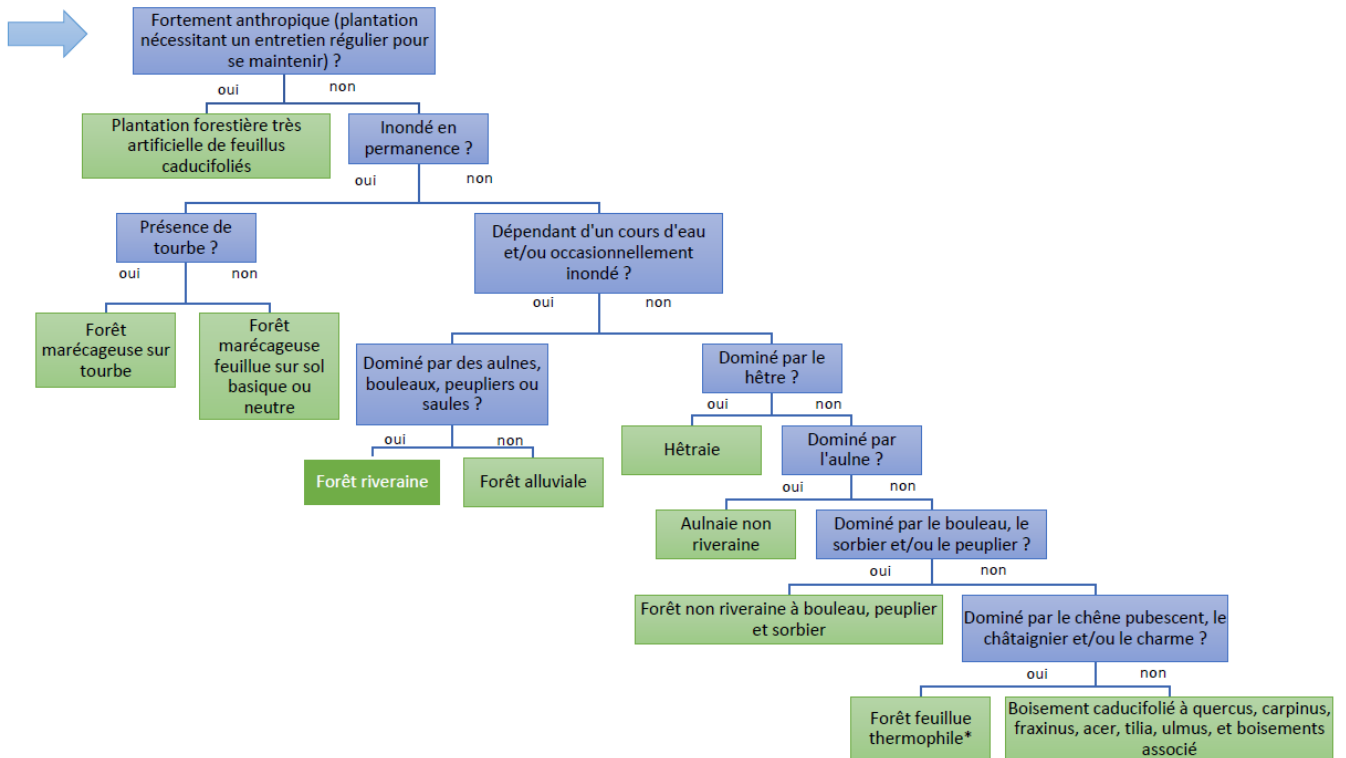 Fortement anthropique (plantation
nécessitant un entretien régulier pour
se maintenir) ?
oui
non
Plantation forestière très
artificielle de feuillus
caducifoliés
Inondé en
permanence ?
oui
non
Présence de
tourbe ?
oui
non
Dépendant d'un cours d'eau
et/ou occasionnellement
inondé ?
oui
non
Forêt
marécageuse sur
tourbe
Forêt
marécageuse
feuillue sur sol
basique ou
neutre
Dominé par des aulnes,
bouleaux, peupliers ou
saules ?
oui
non
Dominé par le
hêtre ?
oui
non
Forêt riveraine
Forêt alluviale
Hêtraie
Dominé par
l'aulne ?
oui
non
Aulnaie non
riveraine
Dominé par le bouleau, le
sorbier et/ou le peuplier ?
oui
non
Forêt non riveraine à bouleau, peuplier
et sorbier
Dominé par le chêne pubescent, le
châtaignier et/ou le charme ?
oui
non
Forêt feuillue
thermophile*
Boisement caducifolié à quercus, carpinus,
fraxinus, acer, tilia, ulmus, et boisements
associé